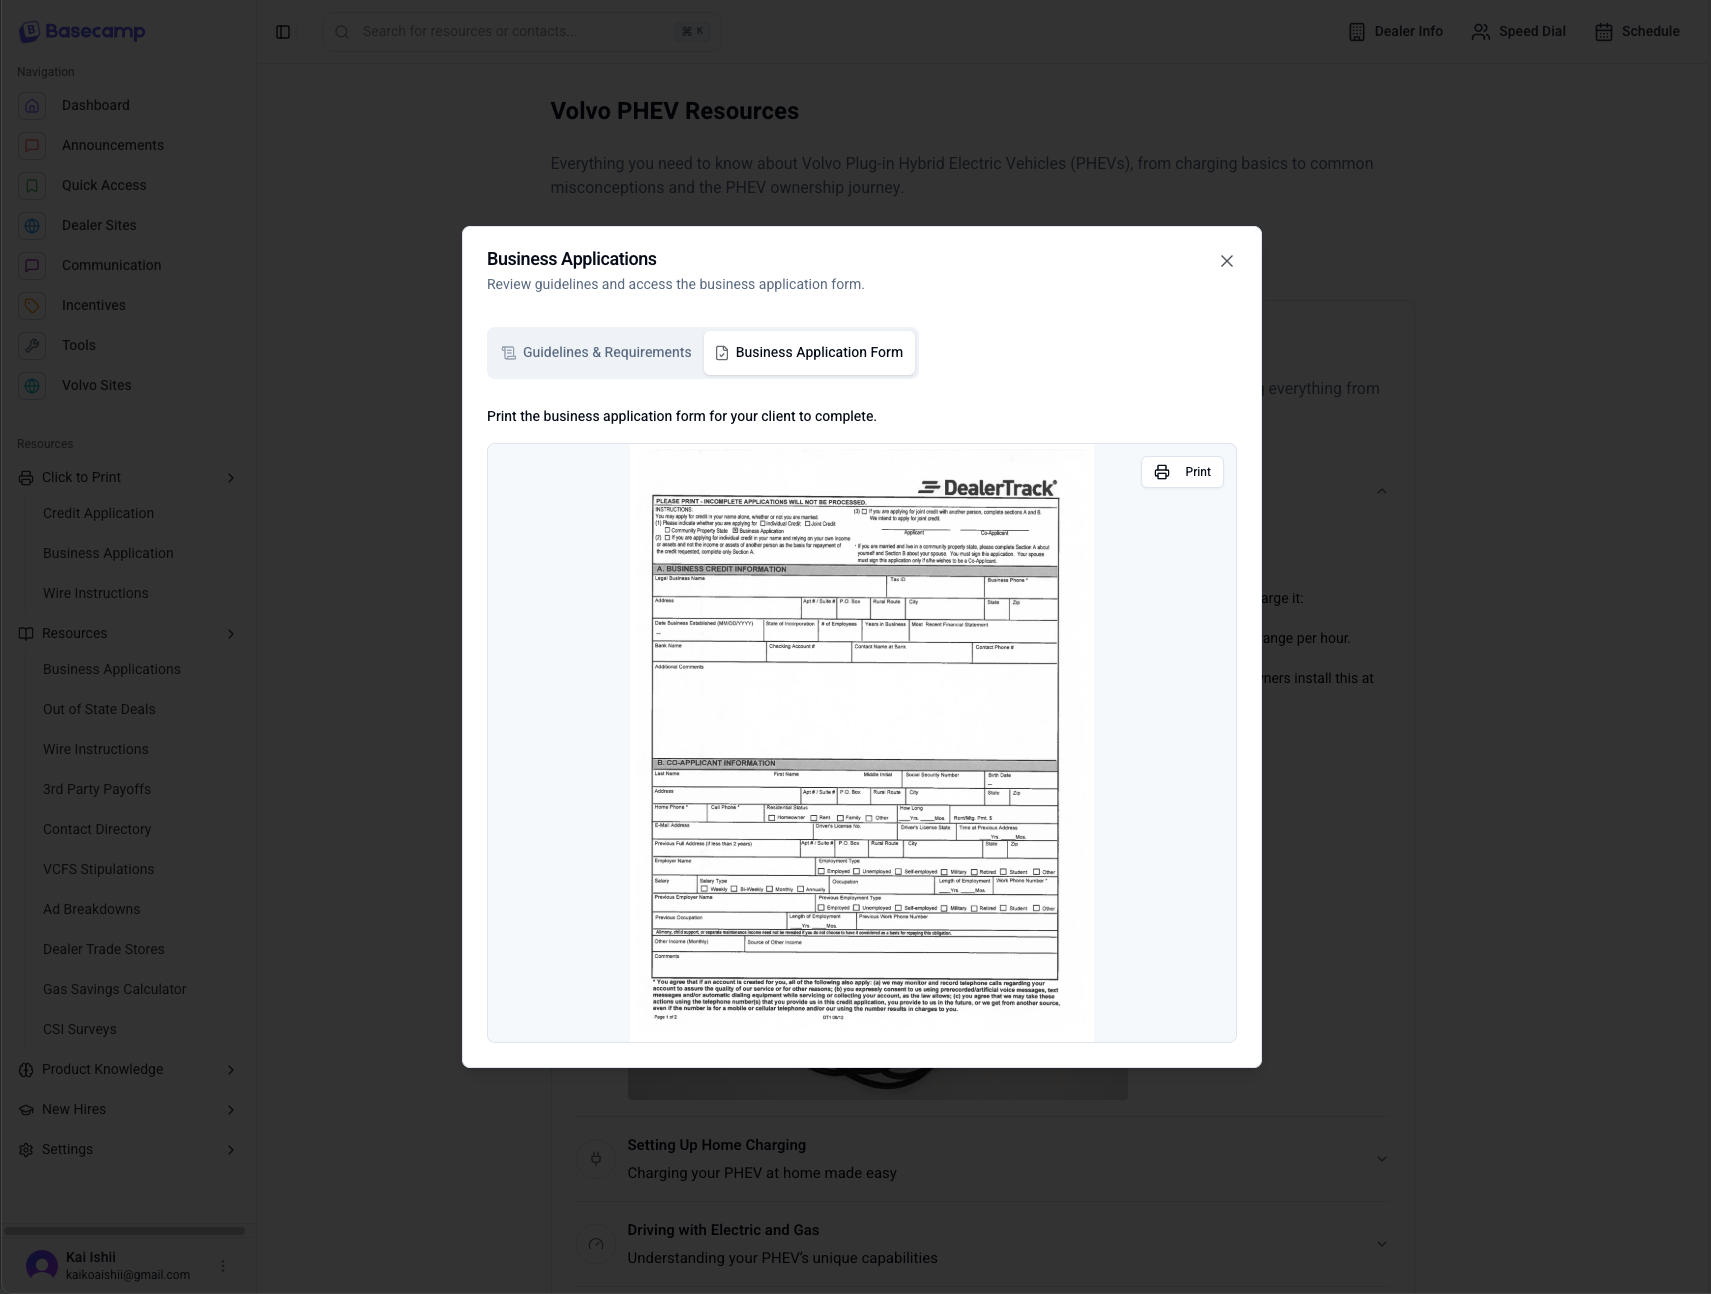 Basecamp
Search for resources or contacts...
⌘ K
Dealer Info
Speed Dial
Schedule
Navigation
Dashboard
Announcements
Quick Access
Dealer Sites
Communication
Incentives
Tools
Volvo Sites
Resources
Click to Print
Credit Application
Business Application
Wire Instructions
Resources
Business Applications
Out of State Deals
Wire Instructions
3rd Party Payoffs
Contact Directory
VCFS Stipulations
Ad Breakdowns
Dealer Trade Stores
Gas Savings Calculator
CSI Surveys
Product Knowledge
New Hires
Settings
Kai Ishii
kaikoaishii@gmail.com
Volvo PHEV Resources
Everything you need to know about Volvo Plug-in Hybrid Electric Vehicles (PHEVs), from charging basics to common
misconceptions and the PHEV ownership journey.
everything from
arge it:
ange per hour.
ners install this at
Business Applications
Review guidelines and access the business application form.
Guidelines & Requirements
Business Application Form
Print the business application form for your client to complete.
Print
DealerTrack
PLEASE PRINT - INCOMPLETE APPLICATIONS WILL NOT BE PROCESSED.
INSTRUCTIONS:
You may apply for credit in your name alone, whether or not you are married.
(1) Please indicate whether you are applying for Individual Credit Joint Credit
Community Property State Business Application
(2) If you are applying for individual credit in your name and relying on your own income
or assets and not the income or assets of another person as the basis for repayment of
the credit requested, complete only Section A.
(3) If you are applying for joint credit with another person, complete sections A and B.
We intend to apply for joint credit.
Applicant Co-Applicant
* If you are married and live in a community property state, please complete Section A about
yourself and Section B about your spouse. You must sign this application. Your spouse
must sign this application only if s/he wishes to be a Co-Applicant.
A. BUSINESS CREDIT INFORMATION
Legal Business Name Tax ID Business Phone *
Address Apt # / Suite # P.O. Box Rural Route City State Zip
Date Business Established (MM/DD/YYYY) State of Incorporation # of Employees Years in Business Most Recent Financial Statement
Bank Name Checking Account # Contact Name at Bank Contact Phone #
Additional Comments
B. CO-APPLICANT INFORMATION
Last Name First Name Middle Initial Social Security Number Birth Date
Address Apt # / Suite # P.O. Box Rural Route City State Zip
Home Phone * Cell Phone * Residential Status How Long
Homeowner Rent Family Other Yrs. Mos. Rent/Mtg. Pmt. $
E-Mail Address Driver's License No. Driver's License State Time at Previous Address
Yrs. Mos.
Previous Full Address (if less than 2 years) Apt # / Suite # P.O. Box Rural Route City State Zip
Employer Name Employment Type
Employed Unemployed Self-employed Military Retired Student Other
Salary Salary Type Occupation Length of Employment Work Phone Number *
Weekly Bi-Weekly Monthly Annually Yrs. Mos.
Previous Employer Name Previous Employment Type
Employed Unemployed Self-employed Military Retired Student Other
Previous Occupation Length of Employment Previous Work Phone Number
Yrs. Mos.
Alimony, child support, or separate maintenance income need not be revealed if you do not choose to have it considered as a basis for repaying this obligation.
Other Income (Monthly) Source of Other Income
Comments
* You agree that if an account is created for you, all of the following also apply: (a) we may monitor and record telephone calls regarding your
account to assure the quality of our service or for other reasons; (b) you expressly consent to us using prerecorded/artificial voice messages, text
messages and/or automatic dialing equipment while servicing or collecting your account, as the law allows; (c) you agree that we may take these
actions using the telephone number(s) that you provide us in this credit application, you provide to us in the future, or we get from another source,
even if the number is for a mobile or cellular telephone and/or our using the number results in charges to you.
Page 1 of 2
Setting Up Home Charging
Charging your PHEV at home made easy
Driving with Electric and Gas
Understanding your PHEV's unique capabilities